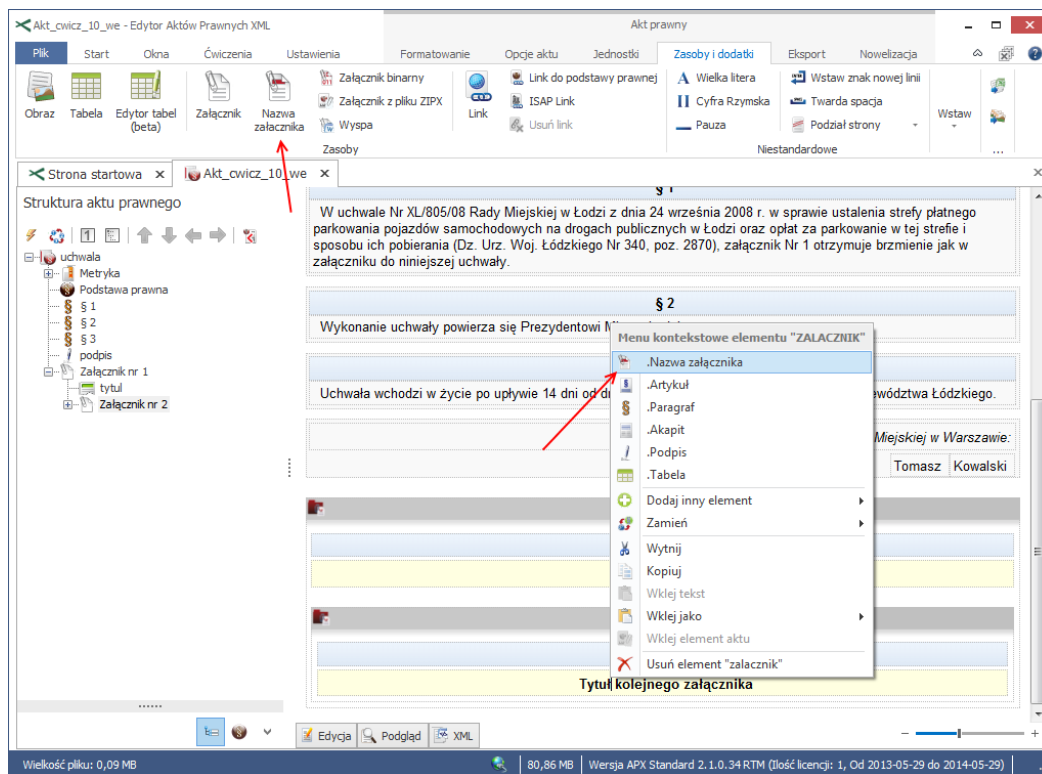 Akt_cwicz_10_we - Edytor Aktów Prawnych XML
Akt prawny
Plik Start Okna Ćwiczenia Ustawienia Formatowanie Opcje aktu Jednostki Zasoby i dodatki Eksport Nowelizacja
Obraz
Tabela
Edytor tabel
(beta)
Załącznik
Nazwa
załącznika
Załącznik binarny
Załącznik z pliku ZIPX
Wyspa
Zasoby
Link
Link do podstawy prawnej
ISAP Link
Usuń link
Wielka litera
Cyfra Rzymska
Pauza
Wstaw znak nowej linii
Twarda spacja
Podział strony
Niestandardowe
Wstaw
...
Strona startowa x
Akt_cwicz_10_we x
Struktura aktu prawnego
uchwala
Metryka
Podstawa prawna
§ 1
§ 2
§ 3
podpis
Załącznik nr 1
tytul
Załącznik nr 2
§ 1
W uchwale Nr XL/805/08 Rady Miejskiej w Łodzi z dnia 24 września 2008 r. w sprawie ustalenia strefy płatnego
parkowania pojazdów samochodowych na drogach publicznych w Łodzi oraz opłat za parkowanie w tej strefie i
sposobu ich pobierania (Dz. Urz. Woj. Łódzkiego Nr 340, poz. 2870), załącznik Nr 1 otrzymuje brzmienie jak w
załączniku do niniejszej uchwały.
§ 2
Wykonanie uchwały powierza się Prezydentowi
Uchwała wchodzi w życie po upływie 14 dni od
Łódzkiego.
Miejskiej w Warszawie:
Tomasz Kowalski
Menu kontekstowe elementu "ZALACZNIK"
.Nazwa załącznika
.Artykuł
.Paragraf
.Akapit
.Podpis
.Tabela
Dodaj inny element
Zamień
Wytnij
Kopiuj
Wklej tekst
Wklej jako
Wklej element aktu
Usuń element "zalacznik"
Tytuł kolejnego załącznika
Edycja Podgląd XML
Wielkość pliku: 0,09 MB
80,86 MB
Wersja APX Standard 2.1.0.34 RTM (Ilość licencji: 1, Od 2013-05-29 do 2014-05-29)